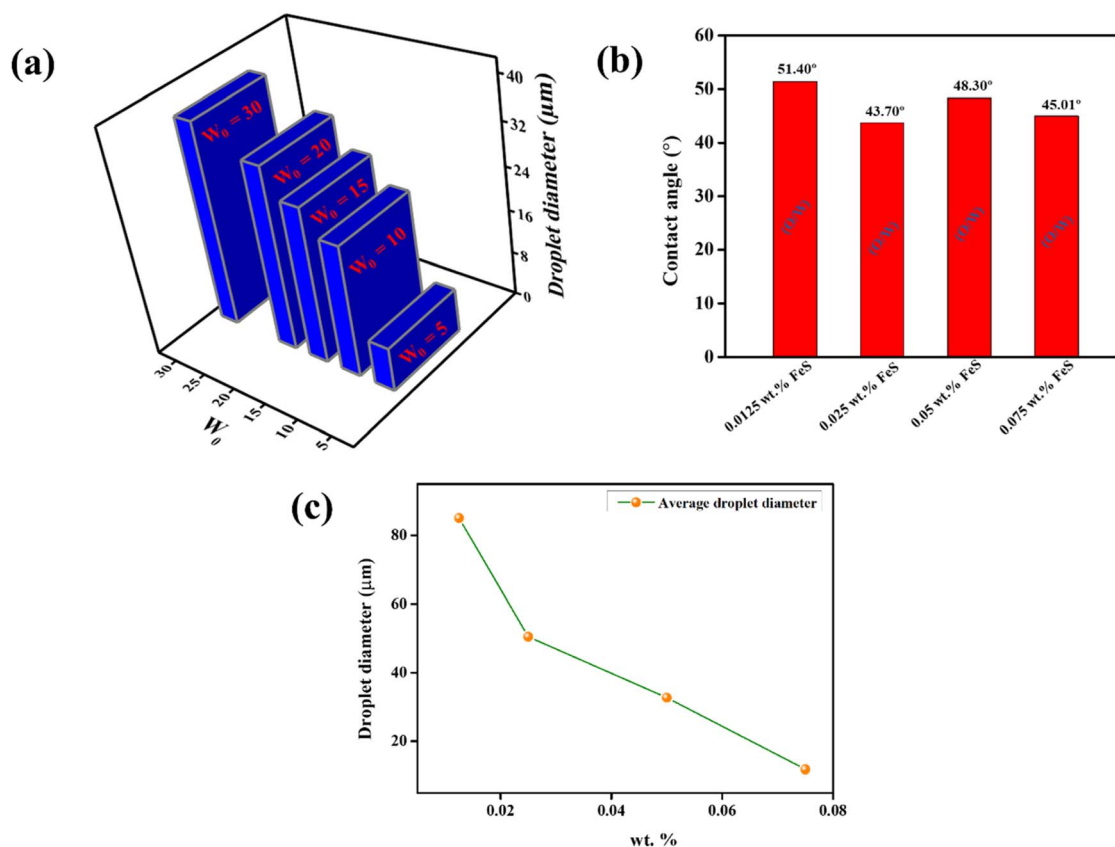 (a)
W₀ = 30
W₀ = 20
W₀ = 15
W₀ = 10
W₀ = 5
40
32
24
16
8
0
Droplet diameter (μm)
30
25
20
15
10
5
W₀
(b)
60
50
40
30
20
10
0
Contact angle (°)
51.40°
43.70°
48.30°
45.01°
(O/W)
(O/W)
(O/W)
(O/W)
0.0125 wt.% FeS
0.025 wt.% FeS
0.05 wt.% FeS
0.075 wt.% FeS
(c)
Average droplet diameter
80
60
40
20
Droplet diameter (μm)
0.02
0.04
0.06
0.08
wt. %